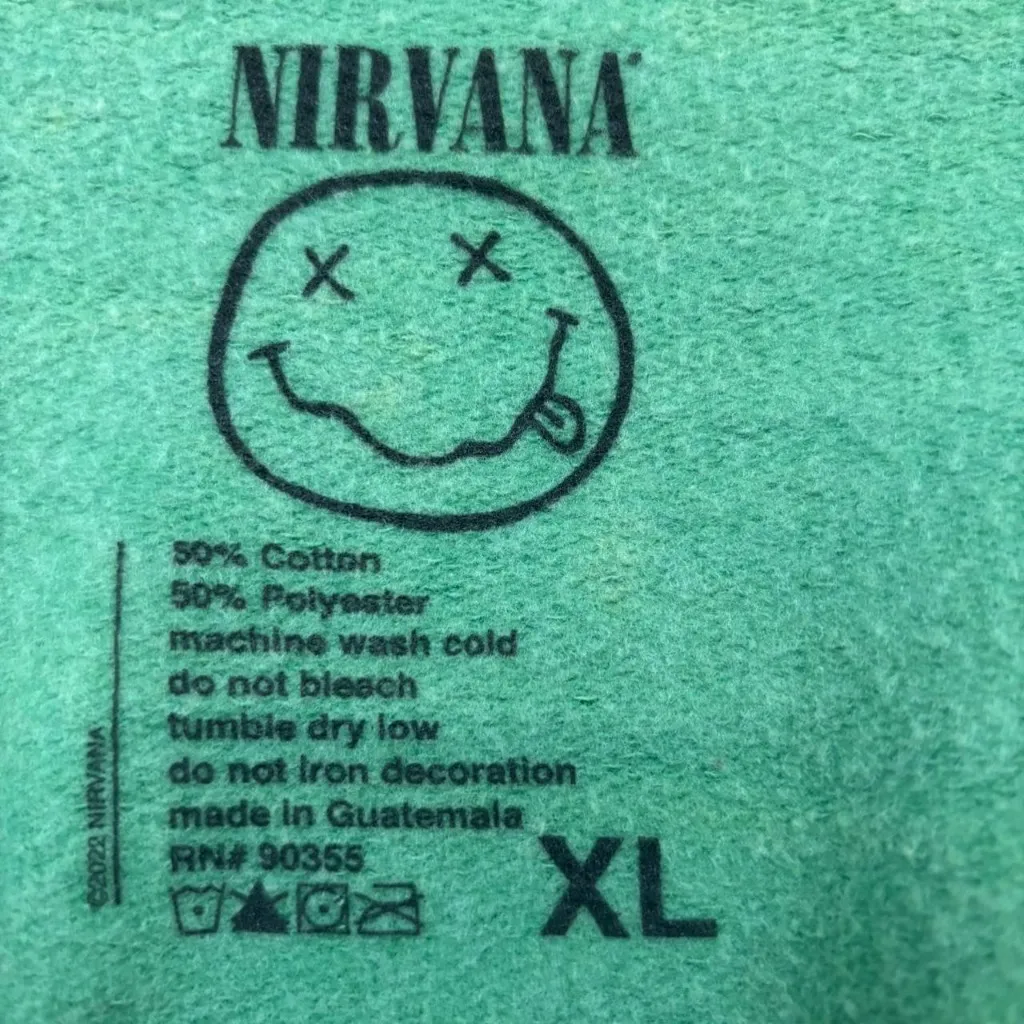 NIRVANA
50% Cotton
50% Polyester
machine wash cold
do not bleach
tumble dry low
do not iron decoration
made in Guatemala
RN# 90355
XL
©2022 NIRVANA